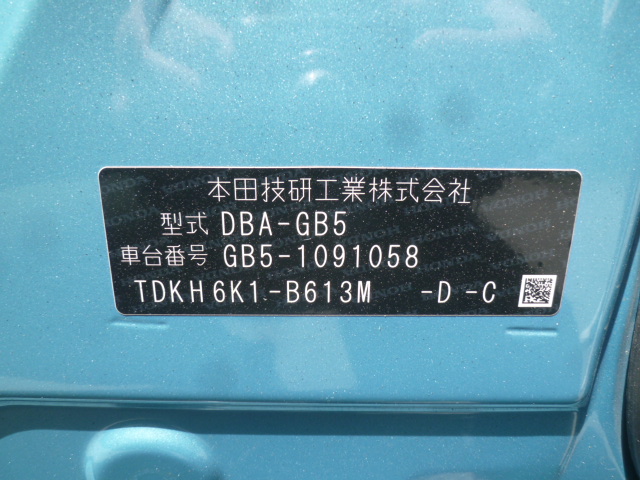 本田技研工業株式会社
型式 DBA-GB5
車台番号 GB5-1091058
TDKH6K1-B613M -D-C